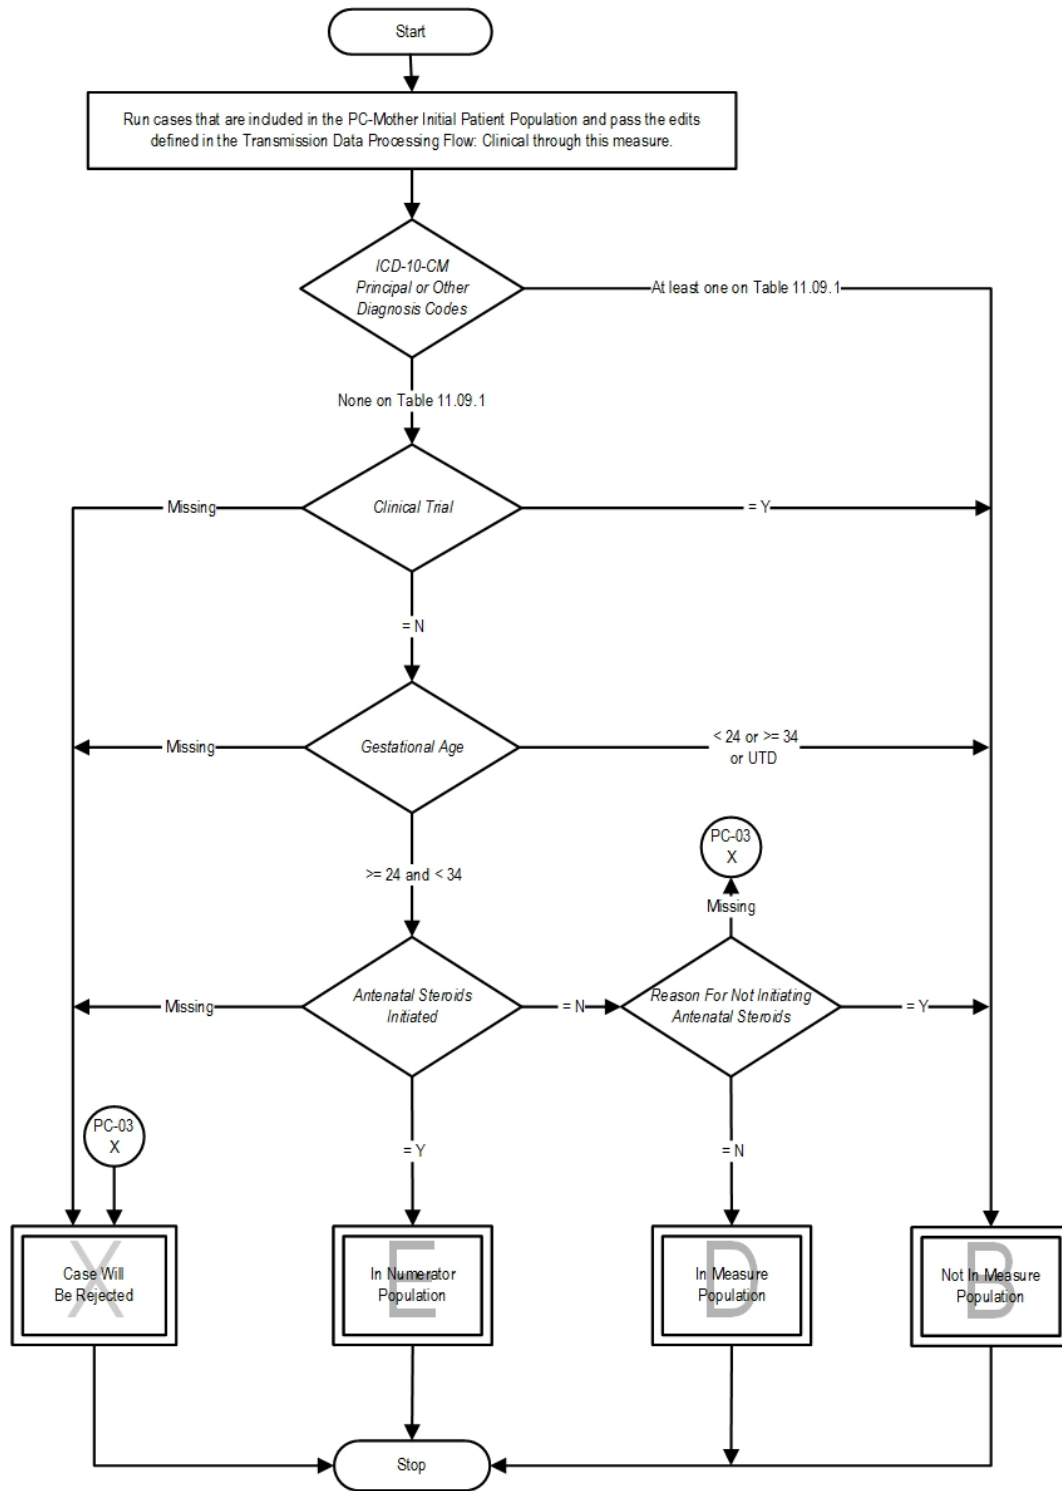 Start
Run cases that are included in the PC-Mother Initial Patient Population and pass the edits
defined in the Transmission Data Processing Flow: Clinical through this measure.
ICD-10-CM
Principal or Other
Diagnosis Codes
At least one on Table 11.09.1
None on Table 11.09.1
Missing
Clinical Trial
= Y
= N
Missing
Gestational Age
< 24 or >= 34
or UTD
>= 24 and < 34
PC-03
X
Missing
Missing
Antenatal Steroids
Initiated
= N
Reason For Not Initiating
Antenatal Steroids
= Y
PC-03
X
= Y
= N
X
Case Will
Be Rejected
E
In Numerator
Population
D
In Measure
Population
B
Not In Measure
Population
Stop